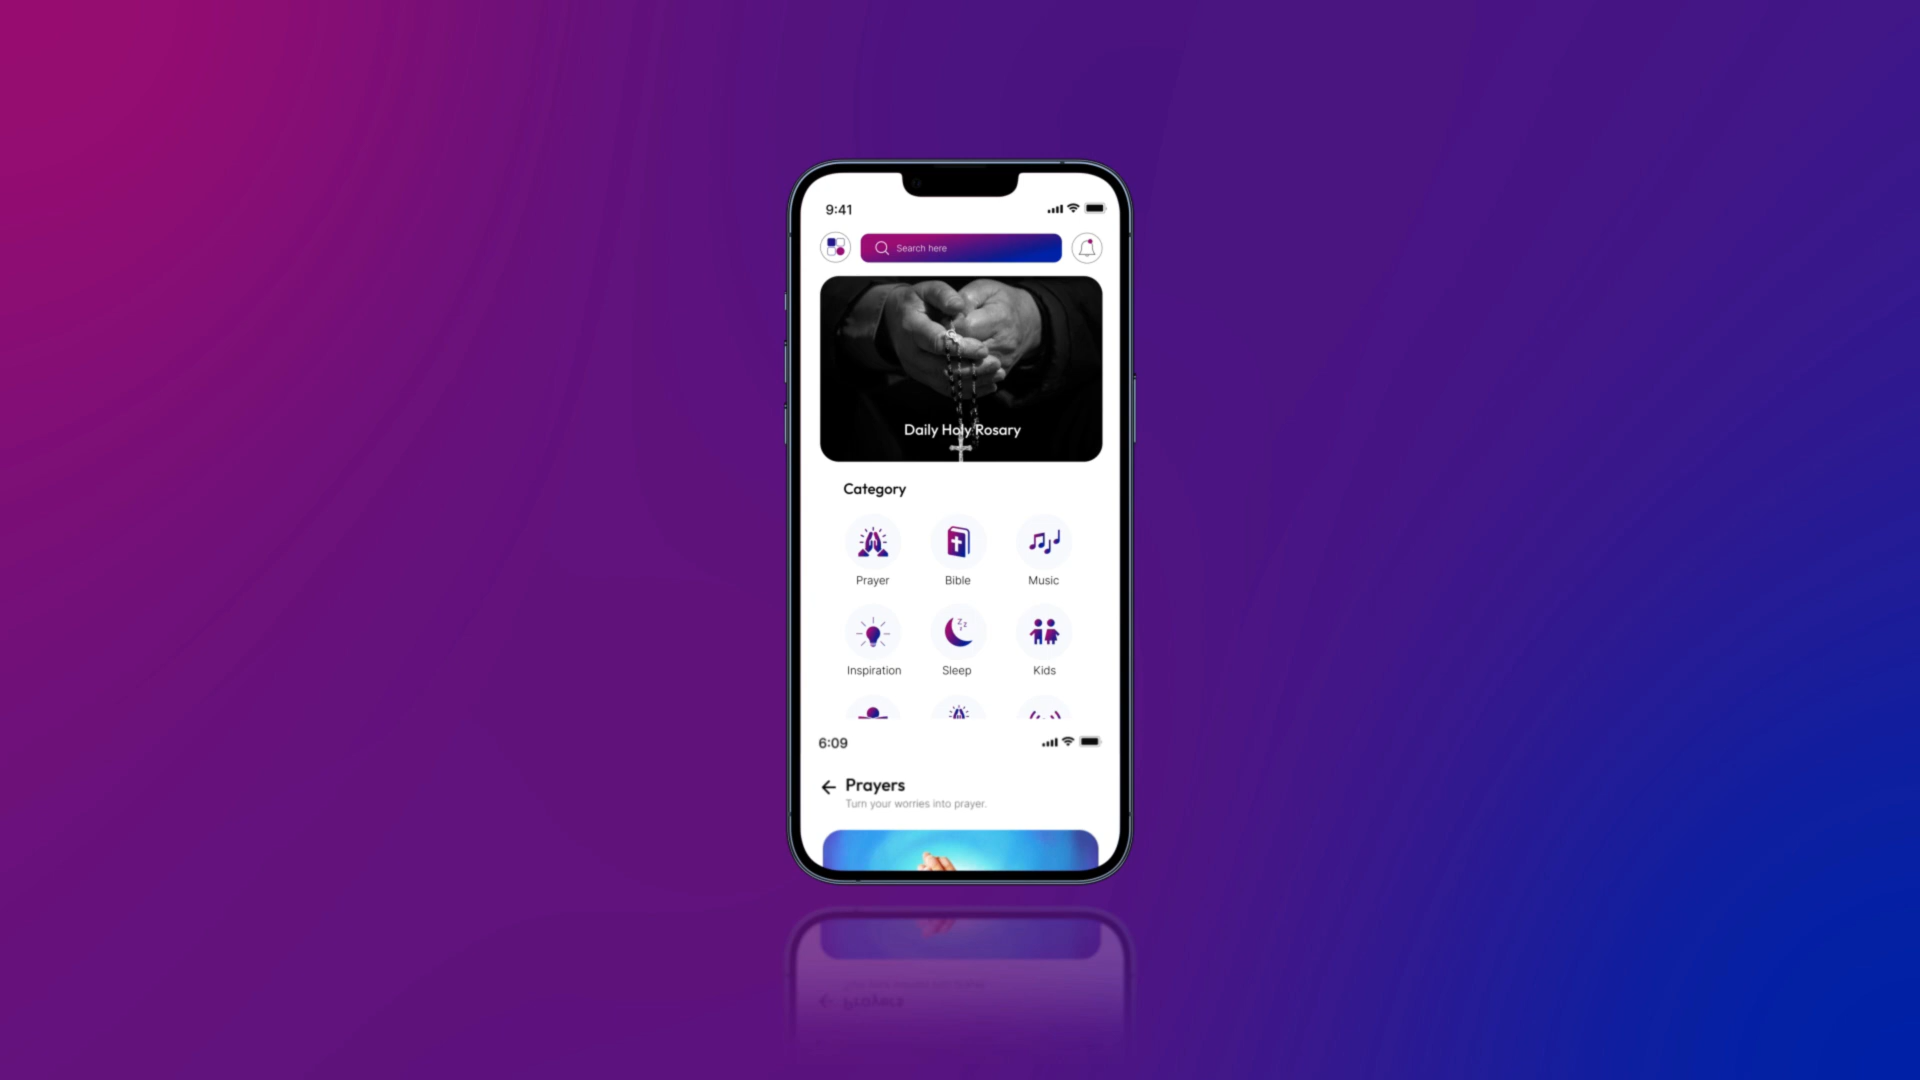 9:41
Search here
Daily Holy Rosary
Category
Prayer Bible Music
Inspiration Sleep Kids
6:09
Prayers
Turn your worries into prayer.
Prayers